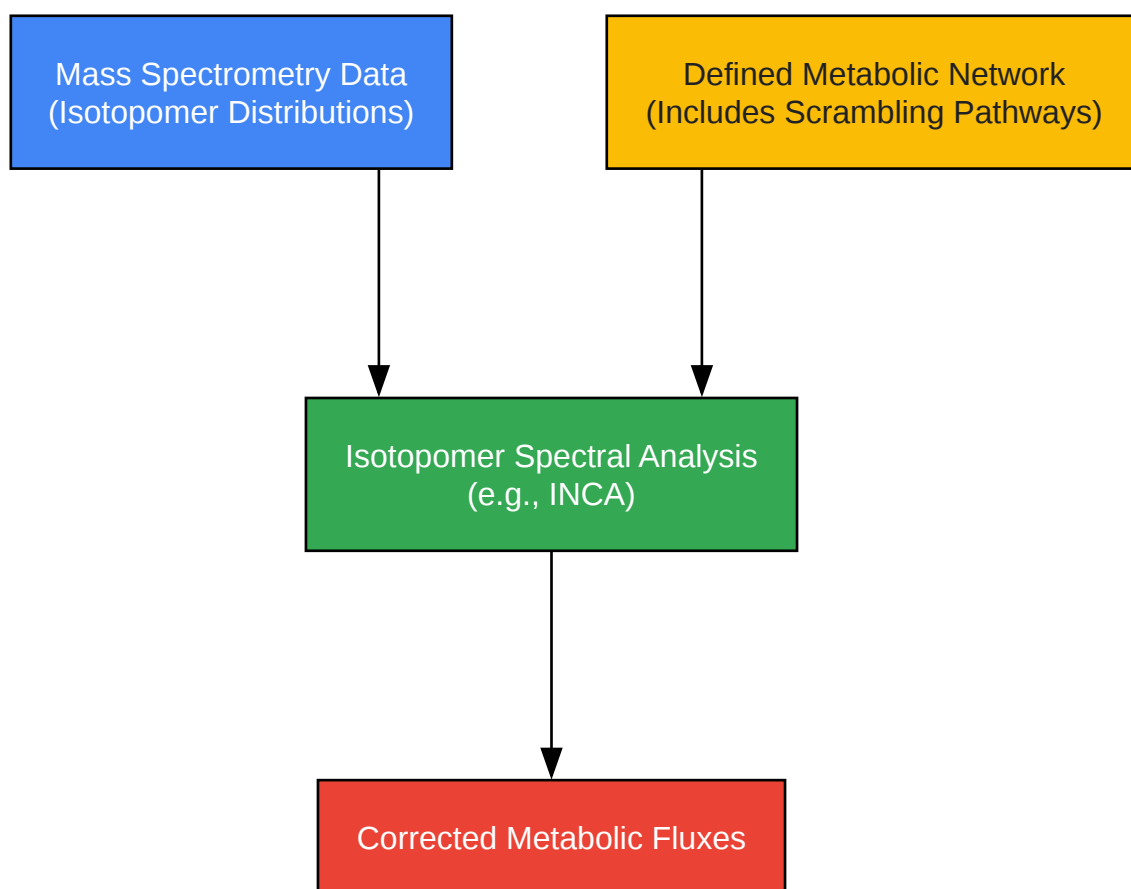 Mass Spectrometry Data
(Isotopomer Distributions)
Defined Metabolic Network
(Includes Scrambling Pathways)
Isotopomer Spectral Analysis
(e.g., INCA)
Corrected Metabolic Fluxes